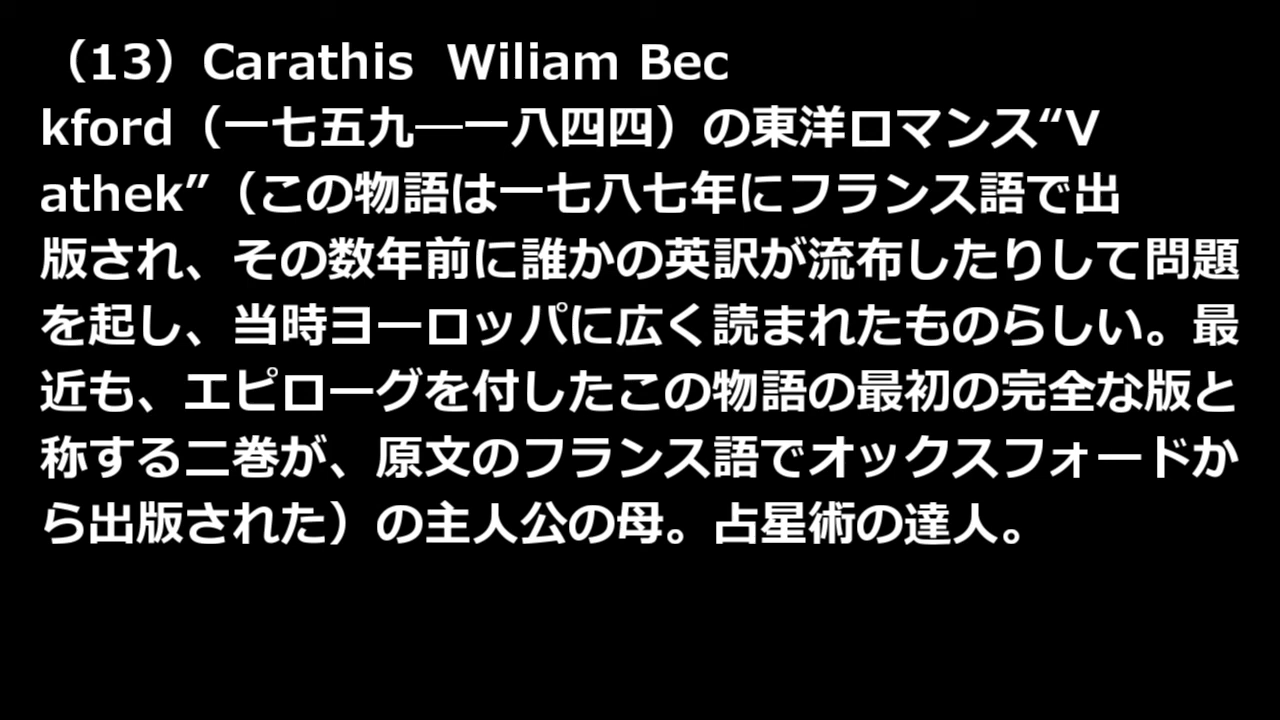 （13）Carathis  Wiliam Bec
kford（一七五九―一八四四）の東洋ロマンス“V
athek”（この物語は一七八七年にフランス語で出
版され、その数年前に誰かの英訳が流布したりして問題
を起し、当時ヨーロッパに広く読まれたものらしい。最
近も、エピローグを付したこの物語の最初の完全な版と
称する二巻が、原文のフランス語でオックスフォードか
ら出版された）の主人公の母。占星術の達人。